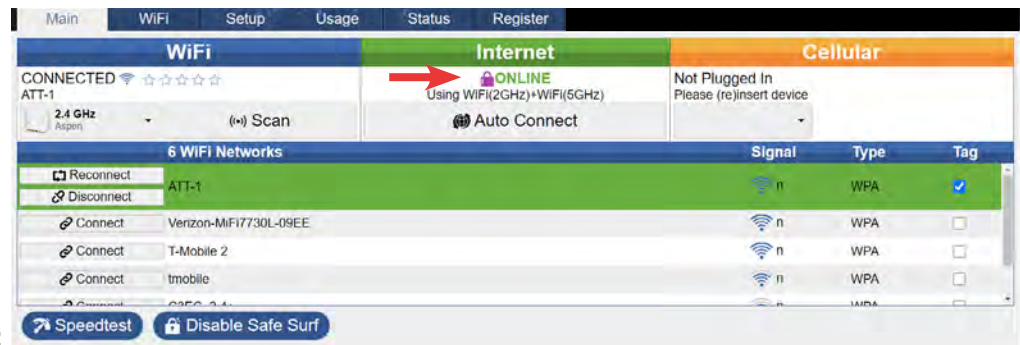 Main WiFi Setup Usage Status Register
WiFi Internet Cellular
CONNECTED ONLINE Not Plugged In
ATT-1 Using WiFi(2GHz)+WiFi(5GHz) Please (re)insert device
2.4 GHz
Aspen
Scan Auto Connect
6 WiFi Networks Signal Type Tag
Reconnect
Disconnect
ATT-1 n WPA
Connect Verizon-MiFi7730L-09EE n WPA
Connect T-Mobile 2 n WPA
Connect tmobile n WPA
Connect n WPA
Speedtest Disable Safe Surf